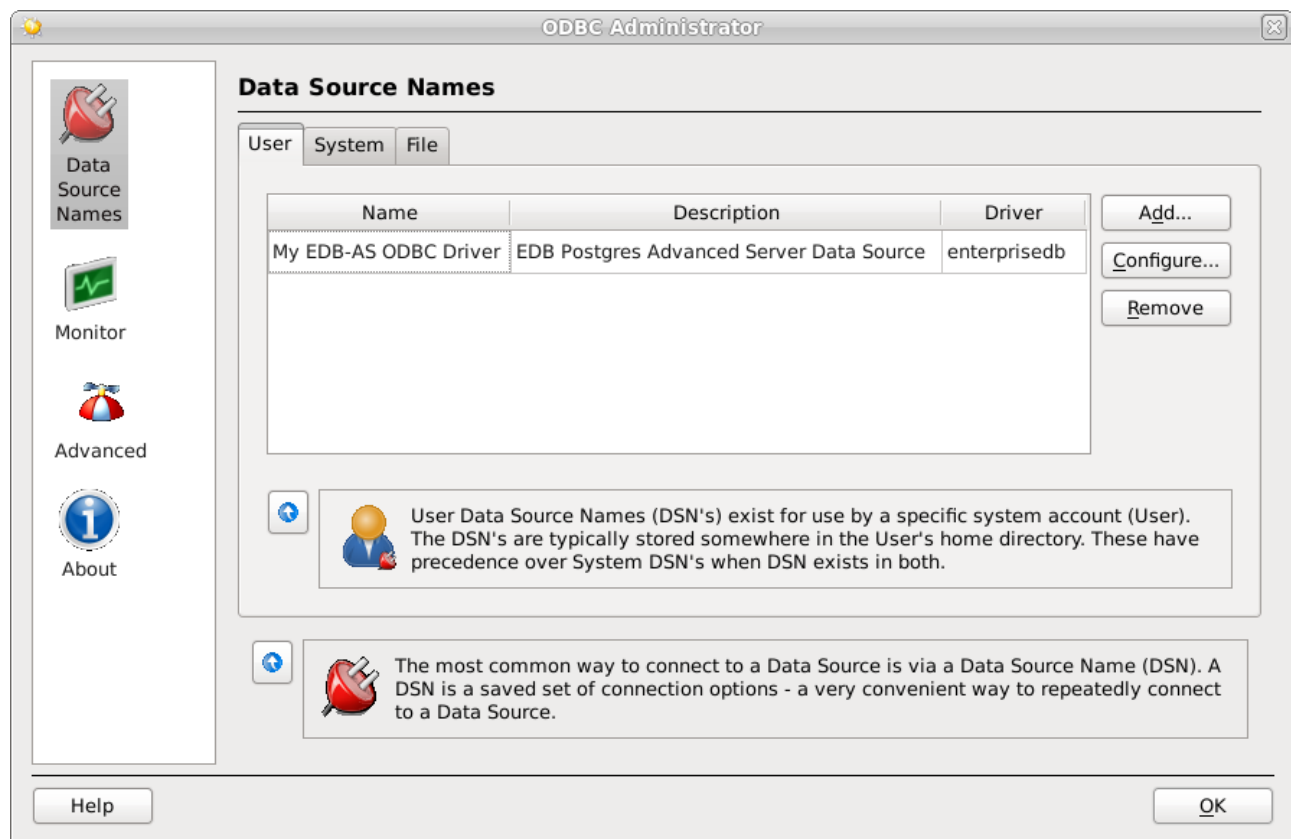 ODBC Administrator
Data Source Names
Data
Source
Names
Monitor
Advanced
About
User System File
Name Description Driver
My EDB-AS ODBC Driver EDB Postgres Advanced Server Data Source enterprisedb
Add...
Configure...
Remove
User Data Source Names (DSN's) exist for use by a specific system account (User).
The DSN's are typically stored somewhere in the User's home directory. These have
precedence over System DSN's when DSN exists in both.
The most common way to connect to a Data Source is via a Data Source Name (DSN). A
DSN is a saved set of connection options - a very convenient way to repeatedly connect
to a Data Source.
Help OK